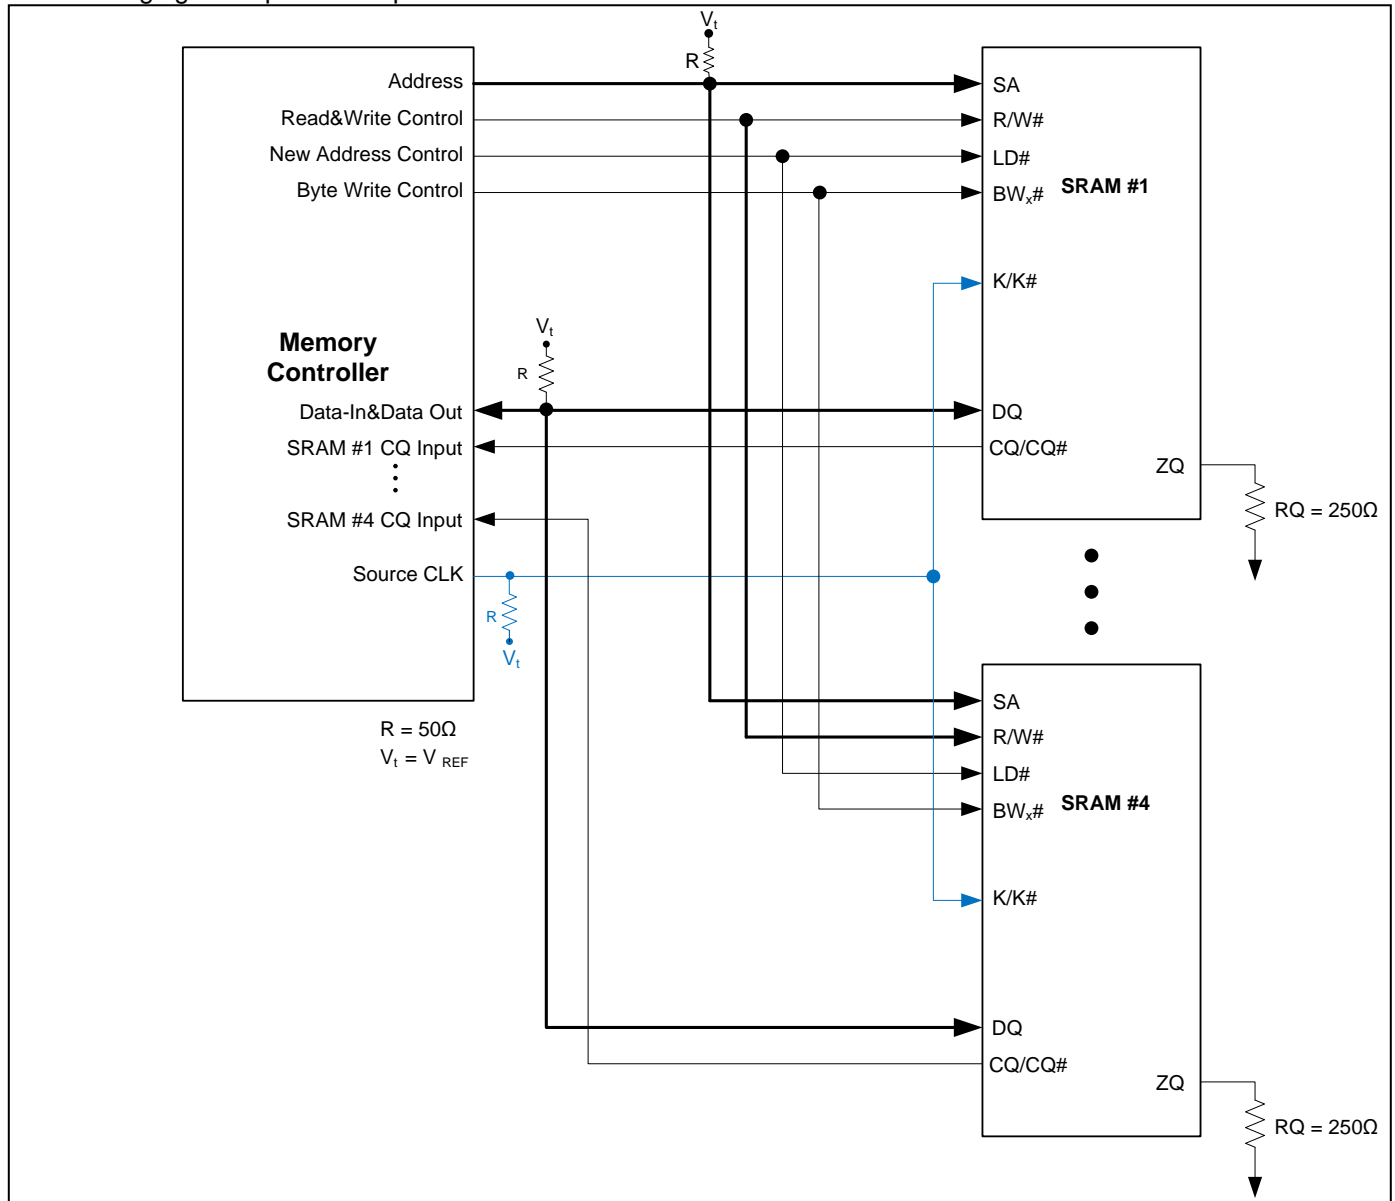 Vt
R
Address
Read&Write Control
New Address Control
Byte Write Control
Memory
Controller
Data-In&Data Out
SRAM #1 CQ Input
SRAM #4 CQ Input
Source CLK
Vt
R
R
Vt
R = 50Ω
Vt = V REF
SA
R/W#
LD#
BWx#
SRAM #1
K/K#
DQ
CQ/CQ#
ZQ
RQ = 250Ω
SA
R/W#
LD#
BWx#
SRAM #4
K/K#
DQ
CQ/CQ#
ZQ
RQ = 250Ω